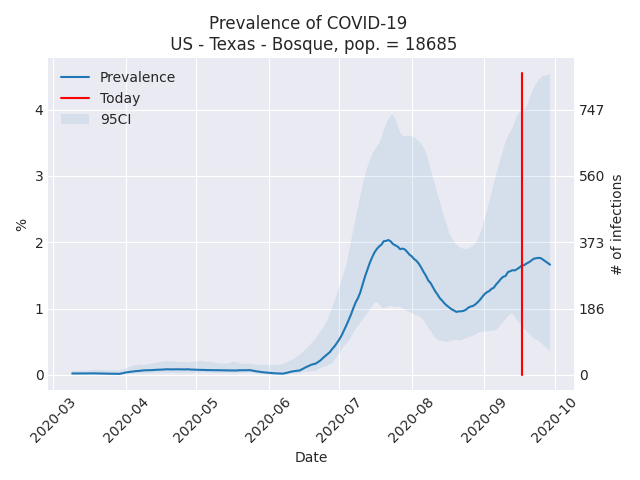 Prevalence of COVID-19
US - Texas - Bosque, pop. = 18685
Prevalence
Today
95CI
4
3
2
1
0
%
747
560
373
186
0
# of infections
2020-03
2020-04
2020-05
2020-06
2020-07
2020-08
2020-09
2020-10
Date